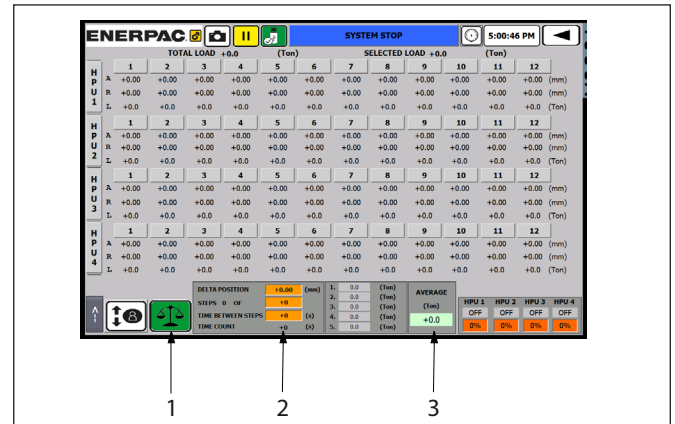 ENERPAC SYSTEM STOP 5:00:46 PM
TOTAL LOAD +0.0 (Ton) SELECTED LOAD +0.0 (Ton)
HPU1 1 2 3 4 5 6 7 8 9 10 11 12
A +0.00 +0.00 +0.00 +0.00 +0.00 +0.00 +0.00 +0.00 +0.00 +0.00 +0.00 +0.00 (mm)
R +0.00 +0.00 +0.00 +0.00 +0.00 +0.00 +0.00 +0.00 +0.00 +0.00 +0.00 +0.00 (mm)
L +0.0 +0.0 +0.0 +0.0 +0.0 +0.0 +0.0 +0.0 +0.0 +0.0 +0.0 +0.0 (Ton)
HPU2 1 2 3 4 5 6 7 8 9 10 11 12
A +0.00 +0.00 +0.00 +0.00 +0.00 +0.00 +0.00 +0.00 +0.00 +0.00 +0.00 +0.00 (mm)
R +0.00 +0.00 +0.00 +0.00 +0.00 +0.00 +0.00 +0.00 +0.00 +0.00 +0.00 +0.00 (mm)
L +0.0 +0.0 +0.0 +0.0 +0.0 +0.0 +0.0 +0.0 +0.0 +0.0 +0.0 +0.0 (Ton)
HPU3 1 2 3 4 5 6 7 8 9 10 11 12
A +0.00 +0.00 +0.00 +0.00 +0.00 +0.00 +0.00 +0.00 +0.00 +0.00 +0.00 +0.00 (mm)
R +0.00 +0.00 +0.00 +0.00 +0.00 +0.00 +0.00 +0.00 +0.00 +0.00 +0.00 +0.00 (mm)
L +0.0 +0.0 +0.0 +0.0 +0.0 +0.0 +0.0 +0.0 +0.0 +0.0 +0.0 +0.0 (Ton)
HPU4 1 2 3 4 5 6 7 8 9 10 11 12
A +0.00 +0.00 +0.00 +0.00 +0.00 +0.00 +0.00 +0.00 +0.00 +0.00 +0.00 +0.00 (mm)
R +0.00 +0.00 +0.00 +0.00 +0.00 +0.00 +0.00 +0.00 +0.00 +0.00 +0.00 +0.00 (mm)
L +0.0 +0.0 +0.0 +0.0 +0.0 +0.0 +0.0 +0.0 +0.0 +0.0 +0.0 +0.0 (Ton)
DELTA POSITION +0.00 (mm)
STEPS 0 OF +0
TIME BETWEEN STEPS +0 (s)
TIME COUNT +0 (s)
1. 0.0 (Ton)
2. 0.0 (Ton)
3. 0.0 (Ton)
4. 0.0 (Ton)
5. 0.0 (Ton)
AVERAGE
(Ton)
+0.0
HPU 1 HPU 2 HPU 3 HPU 4
OFF OFF OFF OFF
0% 0% 0% 0%
1 2 3